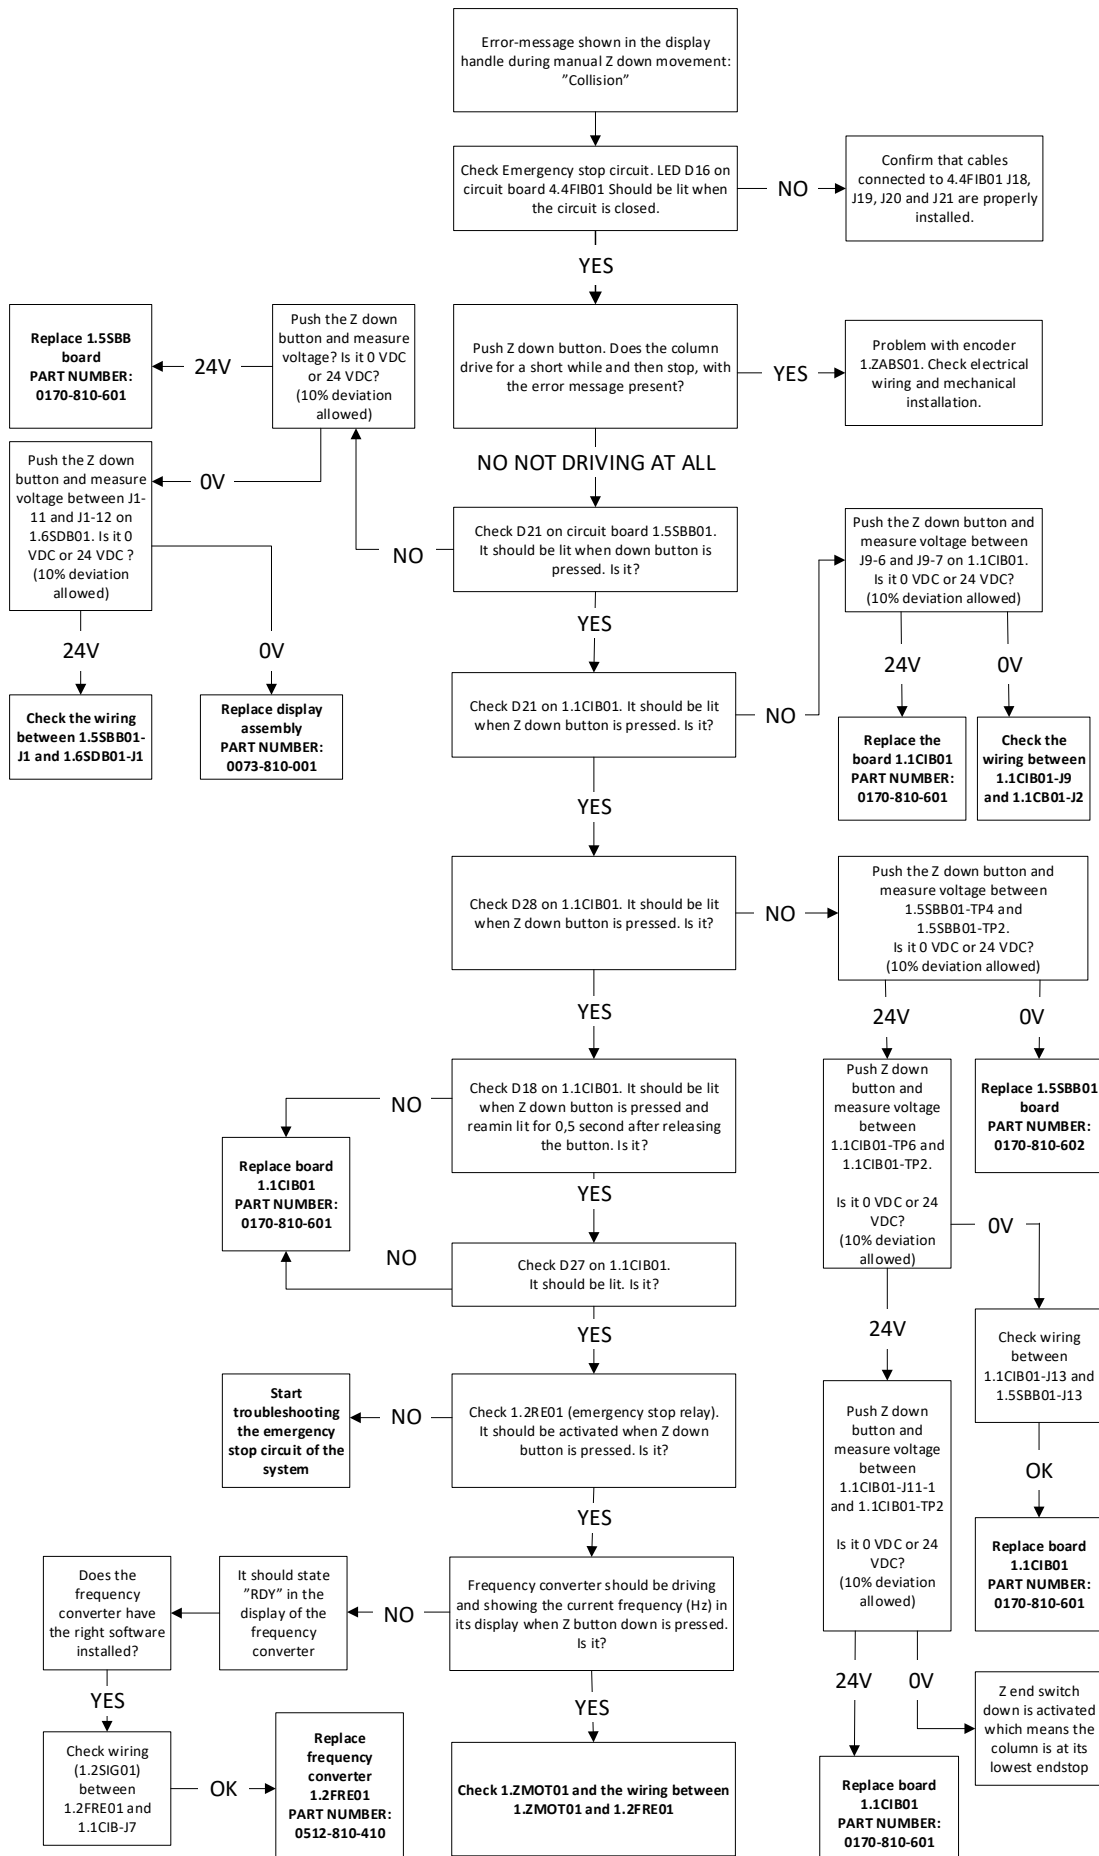 Error-message shown in the display
handle during manual Z down movement:
”Collision”
Check Emergency stop circuit. LED D16 on
circuit board 4.4FIB01 Should be lit when
the circuit is closed.
NO
Confirm that cables
connected to 4.4FIB01 J18,
J19, J20 and J21 are properly
installed.
YES
Replace 1.5SBB
board
PART NUMBER:
0170-810-601
24V
Push the Z down
button and measure
voltage? Is it 0 VDC
or 24 VDC?
(10% deviation
allowed)
Push Z down button. Does the column
drive for a short while and then stop, with
the error message present?
YES
Problem with encoder
1.ZABS01. Check electrical
wiring and mechanical
installation.
Push the Z down
button and measure
voltage between J1-
11 and J1-12 on
1.6SDB01. Is it 0
VDC or 24 VDC ?
(10% deviation
allowed)
0V
NO NOT DRIVING AT ALL
NO
Check D21 on circuit board 1.5SBB01.
It should be lit when down button is
pressed. Is it?
Push the Z down button and
measure voltage between
J9-6 and J9-7 on 1.1CIB01.
Is it 0 VDC or 24 VDC?
(10% deviation allowed)
24V
0V
YES
24V
0V
Check the wiring
between 1.5SBB01-
J1 and 1.6SDB01-J1
Replace display
assembly
PART NUMBER:
0073-810-001
Check D21 on 1.1CIB01. It should be lit
when Z down button is pressed. Is it?
NO
Replace the
board 1.1CIB01
PART NUMBER:
0170-810-601
Check the
wiring between
1.1CIB01-J9
and 1.1CB01-J2
YES
Check D28 on 1.1CIB01. It should be lit
when Z down button is pressed. Is it?
NO
Push the Z down button and
measure voltage between
1.5SBB01-TP4 and
1.5SBB01-TP2.
Is it 0 VDC or 24 VDC?
(10% deviation allowed)
YES
24V
0V
NO
Check D18 on 1.1CIB01. It should be lit
when Z down button is pressed and
reamin lit for 0,5 second after releasing
the button. Is it?
Push Z down
button and
measure voltage
between
1.1CIB01-TP6 and
1.1CIB01-TP2.
Is it 0 VDC or 24
VDC?
(10% deviation
allowed)
Replace 1.5SBB01
board
PART NUMBER:
0170-810-602
Replace board
1.1CIB01
PART NUMBER:
0170-810-601
YES
0V
NO
Check D27 on 1.1CIB01.
It should be lit. Is it?
YES
24V
Check wiring
between
1.1CIB01-J13 and
1.5SBB01-J13
Start
troubleshooting
the emergency
stop circuit of the
system
NO
Check 1.2RE01 (emergency stop relay).
It should be activated when Z down
button is pressed. Is it?
Push Z down
button and
measure voltage
between
1.1CIB01-J11-1
and 1.1CIB01-TP2
Is it 0 VDC or 24
VDC?
(10% deviation
allowed)
OK
YES
Replace board
1.1CIB01
PART NUMBER:
0170-810-601
Does the
frequency
converter have
the right software
installed?
It should state
”RDY” in the
display of the
frequency
converter
NO
Frequency converter should be driving
and showing the current frequency (Hz) in
its display when Z button down is pressed.
Is it?
24V
0V
YES
YES
Z end switch
down is activated
which means the
column is at its
lowest endstop
Check wiring
(1.2SIG01)
between
1.2FRE01 and
1.1CIB-J7
OK
Replace
frequency
converter
1.2FRE01
PART NUMBER:
0512-810-410
Check 1.ZMOT01 and the wiring between
1.ZMOT01 and 1.2FRE01
Replace board
1.1CIB01
PART NUMBER:
0170-810-601